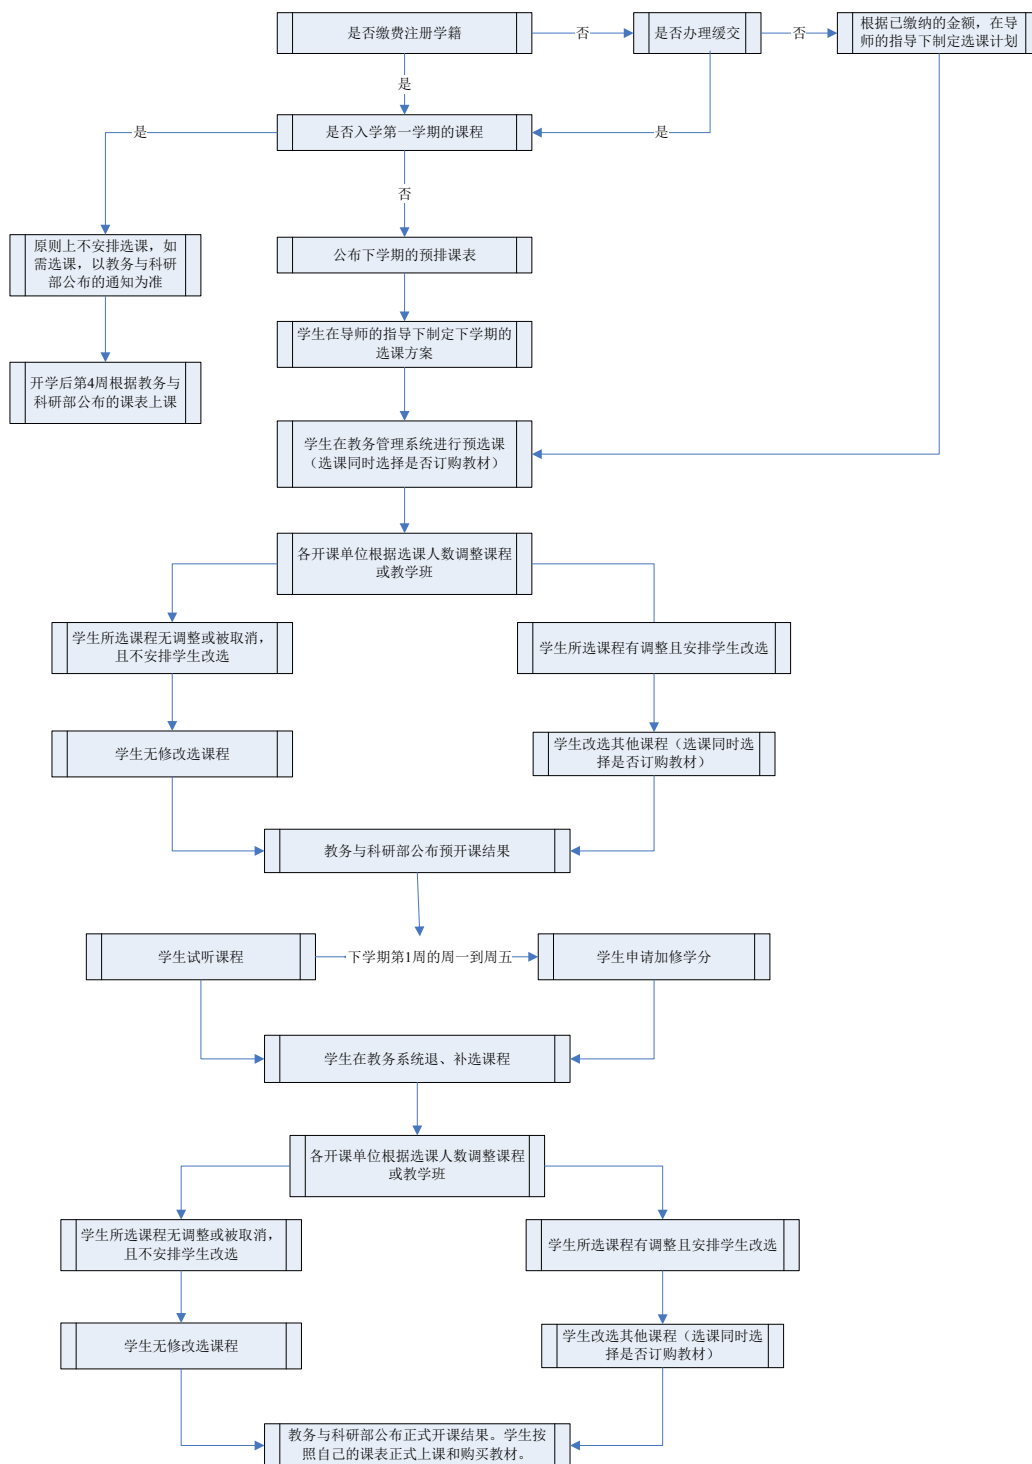 是否缴费注册学籍
否
是否办理缓交
否
根据已缴纳的金额，在导
师的指导下制定选课计划
是
是
是否入学第一学期的课程
是
否
原则上不安排选课，如
需选课，以教务与科研
部公布的通知为准
公布下学期的预排课表
学生在导师的指导下制定下学期的
选课方案
开学后第4周根据教务与
科研部公布的课表上课
学生在教务管理系统进行预选课
（选课同时选择是否订购教材）
各开课单位根据选课人数调整课程
或教学班
学生所选课程无调整或被取消，
且不安排学生改选
学生所选课程有调整且安排学生改选
学生无修改选课程
学生改选其他课程（选课同时选
择是否订购教材）
教务与科研部公布预开课结果
学生试听课程
下学期第1周的周一到周五
学生申请加修学分
学生在教务系统退、补选课程
各开课单位根据选课人数调整课程
或教学班
学生所选课程无调整或被取消，
且不安排学生改选
学生所选课程有调整且安排学生改选
学生无修改选课程
学生改选其他课程（选课同时选
择是否订购教材）
教务与科研部公布正式开课结果。学生按
照自己的课表正式上课和购买教材。